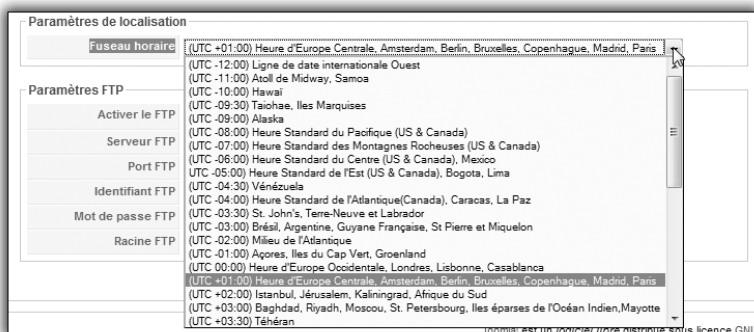 Paramètres de localisation
Fuseau horaire
(UTC +01:00) Heure d'Europe Centrale, Amsterdam, Berlin, Bruxelles, Copenhague, Madrid, Paris
(UTC -12:00) Ligne de date internationale Ouest
(UTC -11:00) Atoll de Midway, Samoa
(UTC -10:00) Hawaï
(UTC -09:30) Taiohae, Iles Marquises
(UTC -09:00) Alaska
(UTC -08:00) Heure Standard du Pacifique (US & Canada)
(UTC -07:00) Heure Standard des Montagnes Rocheuses (US & Canada)
(UTC -06:00) Heure Standard du Centre (US & Canada), Mexico
UTC -05:00) Heure Standard de l'Est (US & Canada), Bogota, Lima
(UTC -04:30) Vénézuela
(UTC -04:00) Heure Standard de l'Atlantique(Canada), Caracas, La Paz
(UTC -03:30) St. John's, Terre-Neuve et Labrador
(UTC -03:00) Brésil, Argentine, Guyane Française, St Pierre et Miquelon
(UTC -02:00) Milieu de l'Atlantique
(UTC -01:00) Açores, Iles du Cap Vert, Groenland
(UTC 00:00) Heure d'Europe Occidentale, Londres, Lisbonne, Casablanca
(UTC +01:00) Heure d'Europe Centrale, Amsterdam, Berlin, Bruxelles, Copenhague, Madrid, Paris
(UTC +02:00) Istanbul, Jérusalem, Kaliningrad, Afrique du Sud
(UTC +03:00) Baghdad, Riyadh, Moscou, St. Petersbourg, Iles éparses de l'Océan Indien,Mayotte
(UTC +03:30) Téhéran
Paramètres FTP
Activer le FTP
Serveur FTP
Port FTP
Identifiant FTP
Mot de passe FTP
Racine FTP
Joomla! est un logiciel libre distribué sous licence GNU